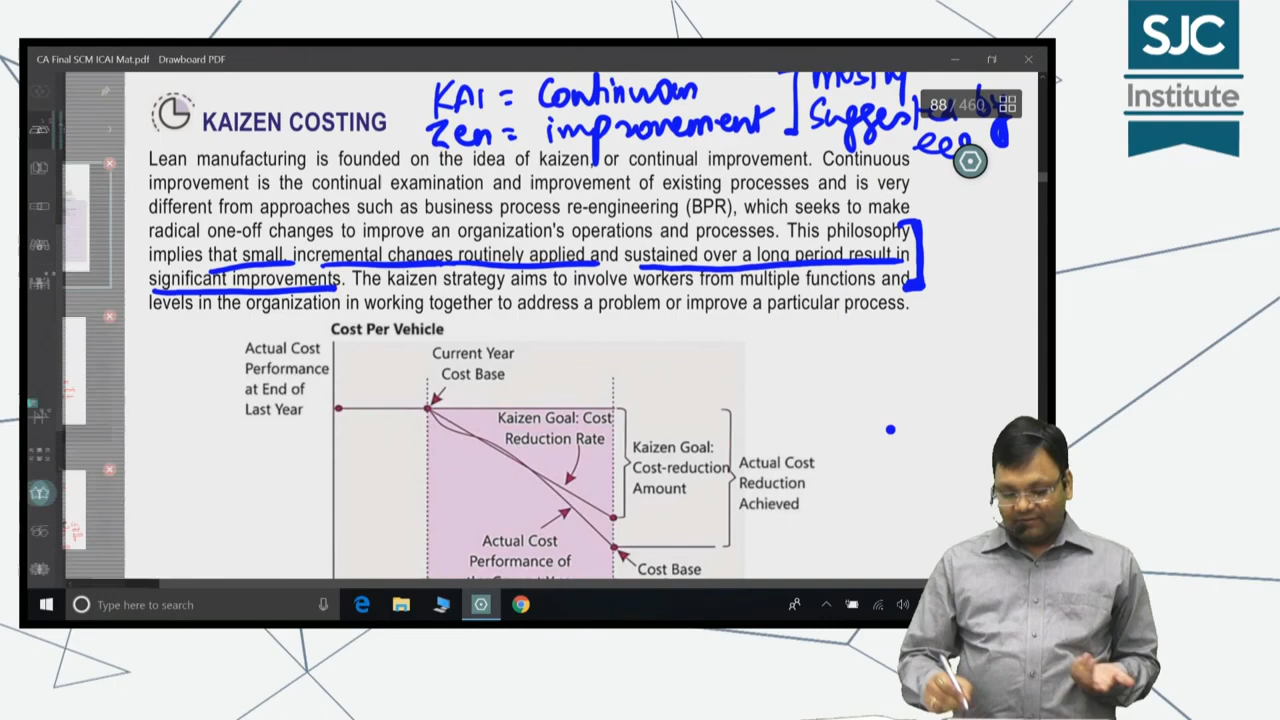 SJC
Institute
CA Final SCM ICAI Mat.pdf Drawboard PDF
KAI = Continuous
Zen = improvement
Mostly
Suggested by
88 / 460
KAIZEN COSTING
Lean manufacturing is founded on the idea of kaizen, or continual improvement. Continuous
improvement is the continual examination and improvement of existing processes and is very
different from approaches such as business process re-engineering (BPR), which seeks to make
radical one-off changes to improve an organization's operations and processes. This philosophy
implies that small, incremental changes routinely applied and sustained over a long period result in
significant improvements. The kaizen strategy aims to involve workers from multiple functions and
levels in the organization in working together to address a problem or improve a particular process.
Cost Per Vehicle
Actual Cost
Performance
at End of
Last Year
Current Year
Cost Base
Kaizen Goal: Cost
Reduction Rate
Kaizen Goal:
Cost-reduction
Amount
Actual Cost
Reduction
Achieved
Actual Cost
Performance of
Cost Base
Type here to search